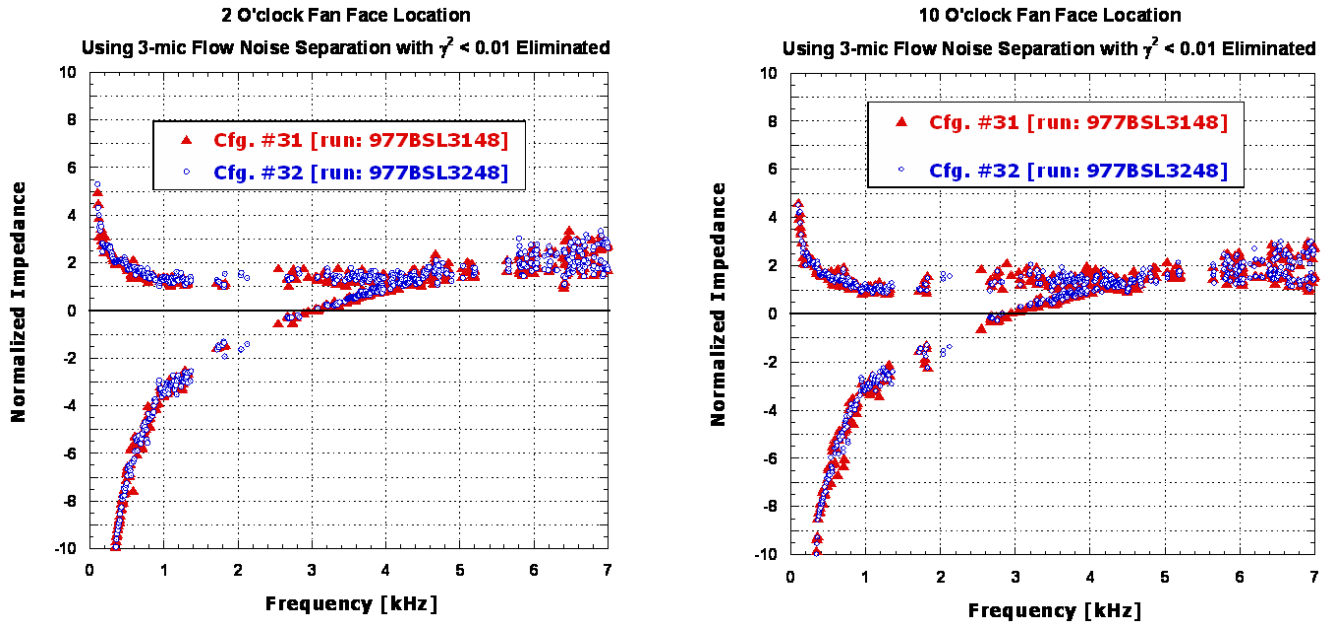 2 O'clock Fan Face Location
Using 3-mic Flow Noise Separation with γ² < 0.01 Eliminated
10
8
6
4
2
0
-2
-4
-6
-8
-10
Normalized Impedance
Cfg. #31 [run: 977BSL3148]
Cfg. #32 [run: 977BSL3248]
0 1 2 3 4 5 6 7
Frequency [kHz]
10 O'clock Fan Face Location
Using 3-mic Flow Noise Separation with γ² < 0.01 Eliminated
10
8
6
4
2
0
-2
-4
-6
-8
-10
Normalized Impedance
Cfg. #31 [run: 977BSL3148]
Cfg. #32 [run: 977BSL3248]
0 1 2 3 4 5 6 7
Frequency [kHz]